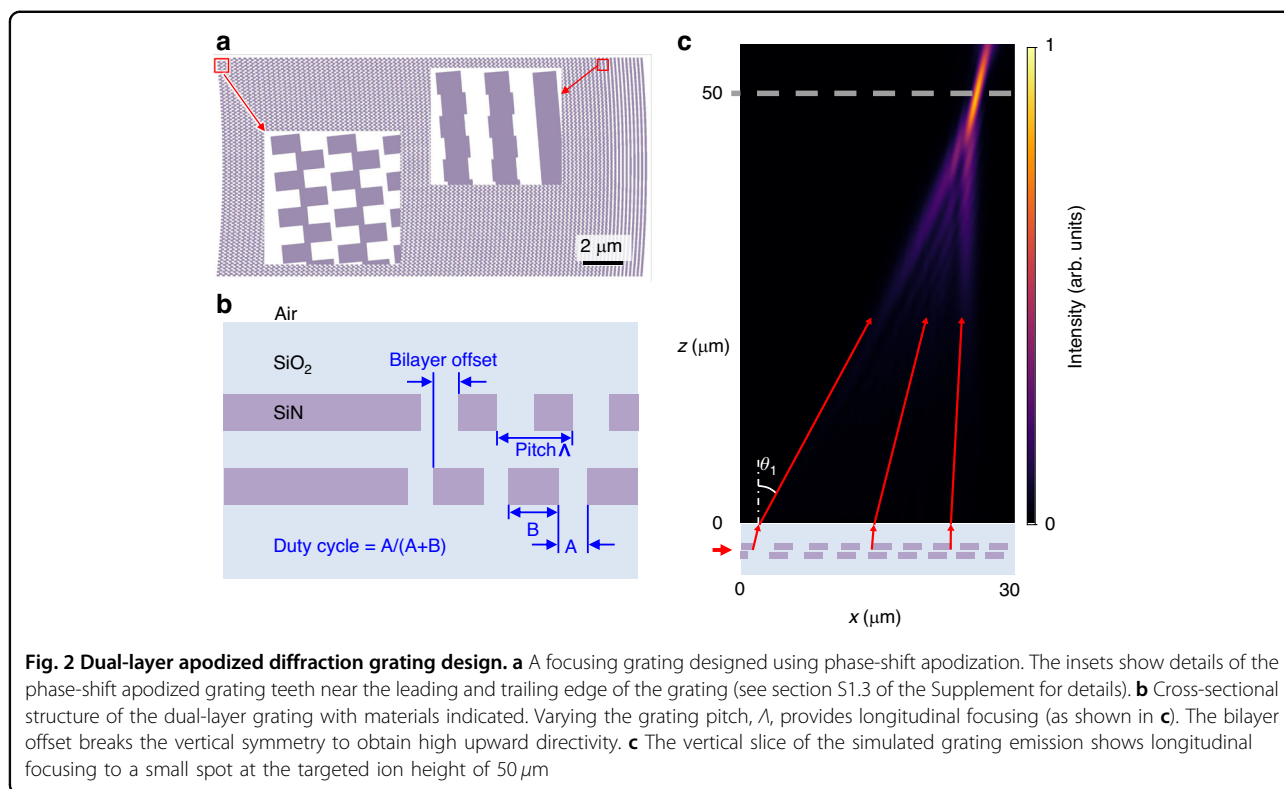 a
2 μm
b
Air
SiO₂
Bilayer offset
SiN
Pitch Λ
B
A
Duty cycle = A/(A+B)
c
50
z (μm)
θ₁
0
0
30
x (μm)
1
Intensity (arb. units)
0
Fig. 2 Dual-layer apodized diffraction grating design. a A focusing grating designed using phase-shift apodization. The insets show details of the
phase-shift apodized grating teeth near the leading and trailing edge of the grating (see section S1.3 of the Supplement for details). b Cross-sectional
structure of the dual-layer grating with materials indicated. Varying the grating pitch, Λ, provides longitudinal focusing (as shown in c). The bilayer
offset breaks the vertical symmetry to obtain high upward directivity. c The vertical slice of the simulated grating emission shows longitudinal
focusing to a small spot at the targeted ion height of 50 μm